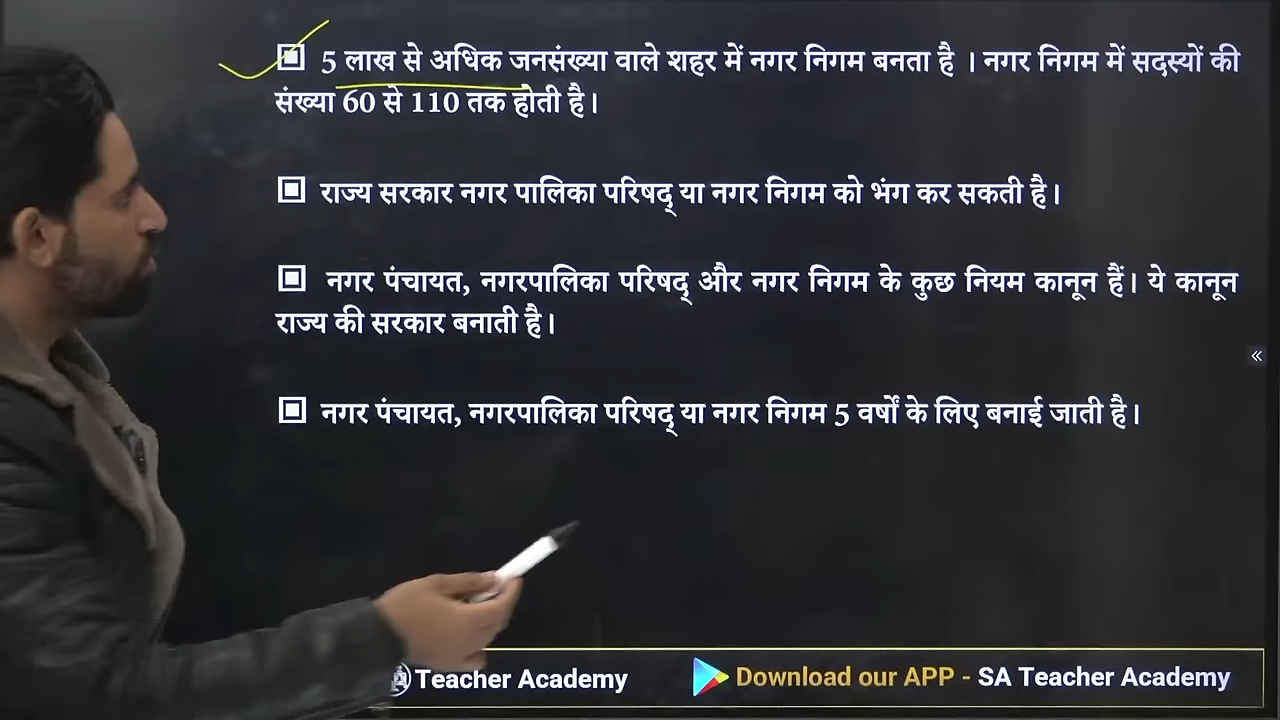 5 लाख से अधिक जनसंख्या वाले शहर में नगर निगम बनता है । नगर निगम में सदस्यों की
संख्या 60 से 110 तक होती है।
राज्य सरकार नगर पालिका परिषद् या नगर निगम को भंग कर सकती है।
नगर पंचायत, नगरपालिका परिषद् और नगर निगम के कुछ नियम कानून हैं। ये कानून
राज्य की सरकार बनाती है।
नगर पंचायत, नगरपालिका परिषद् या नगर निगम 5 वर्षों के लिए बनाई जाती है।
Teacher Academy
Download our APP - SA Teacher Academy